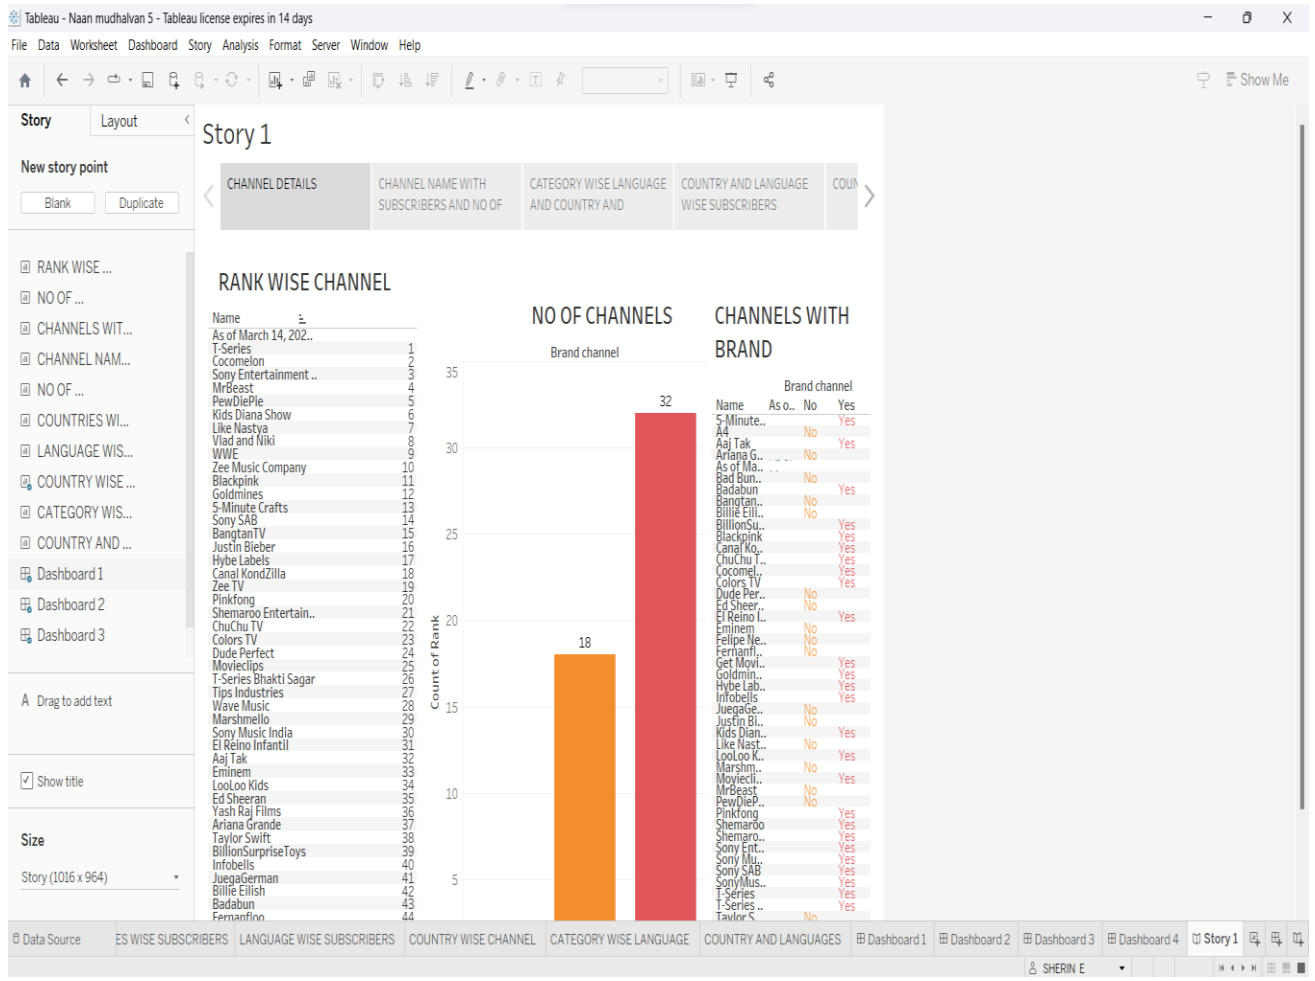 Tableau - Naan mudhalvan 5 - Tableau license expires in 14 days
File Data Worksheet Dashboard Story Analysis Format Server Window Help
Show Me
Story Layout
New story point
Blank Duplicate
RANK WISE ...
NO OF ...
CHANNELS WIT...
CHANNEL NAM...
NO OF ...
COUNTRIES WI...
LANGUAGE WIS...
COUNTRY WISE ...
CATEGORY WIS...
COUNTRY AND ...
Dashboard 1
Dashboard 2
Dashboard 3
A Drag to add text
Show title
Size
Story (1016 x 964)
Story 1
CHANNEL DETAILS
CHANNEL NAME WITH
SUBSCRIBERS AND NO OF
CATEGORY WISE LANGUAGE
AND COUNTRY AND
COUNTRY AND LANGUAGE
WISE SUBSCRIBERS
COUN
RANK WISE CHANNEL
Name
As of March 14, 202..
T-Series 1
Cocomelon 2
Sony Entertainment .. 3
MrBeast 4
PewDiePie 5
Kids Diana Show 6
Like Nastya 7
Vlad and Niki 8
WWE 9
Zee Music Company 10
Blackpink 11
Goldmines 12
5-Minute Crafts 13
Sony SAB 14
BangtanTV 15
Justin Bieber 16
Hybe Labels 17
Canal KondZilla 18
Zee TV 19
Pinkfong 20
Shemaroo Entertain.. 21
ChuChu TV 22
Colors TV 23
Dude Perfect 24
Movieclips 25
T-Series Bhakti Sagar 26
Tips Industries 27
Wave Music 28
Marshmello 29
Sony Music India 30
El Reino Infantil 31
Aaj Tak 32
Eminem 33
LooLoo Kids 34
Ed Sheeran 35
Yash Raj Films 36
Ariana Grande 37
Taylor Swift 38
BillionSurpriseToys 39
Infobells 40
JuegaGerman 41
Billie Eilish 42
Badabun 43
Fernanfloo 44
NO OF CHANNELS
Brand channel
35
30
25
20
15
10
5
Count of Rank
18
32
CHANNELS WITH
BRAND
Brand channel
Name As o.. No Yes
5-Minute.. Yes
A4 No
Aaj Tak Yes
Ariana G.. No
As of Ma..
Bad Bun.. No
Badabun Yes
Bangtan.. No
Billie Eili.. No
BillionSu.. Yes
Blackpink Yes
Canal Ko.. Yes
ChuChu T.. Yes
Cocomel.. Yes
Colors TV Yes
Dude Per.. No
Ed Sheer.. No
El Reino I.. Yes
Eminem No
Felipe Ne.. No
Fernanfl.. No
Get Movi.. Yes
Goldmin.. Yes
Hybe Lab.. Yes
Infobells Yes
JuegaGe.. No
Justin Bi.. No
Kids Dian.. Yes
Like Nast.. No
LooLoo K.. Yes
Marshm.. No
Moviecli.. Yes
MrBeast No
PewDieP.. No
Pinkfong Yes
Shemaroo Yes
Shemaro.. Yes
Sony Ent.. Yes
Sony Mu.. Yes
Sony SAB Yes
SonyMus.. Yes
T-Series Yes
T-Series .. Yes
Taylor S.. No
Data Source ES WISE SUBSCRIBERS LANGUAGE WISE SUBSCRIBERS COUNTRY WISE CHANNEL CATEGORY WISE LANGUAGE COUNTRY AND LANGUAGES Dashboard 1 Dashboard 2 Dashboard 3 Dashboard 4 Story 1
SHERIN E